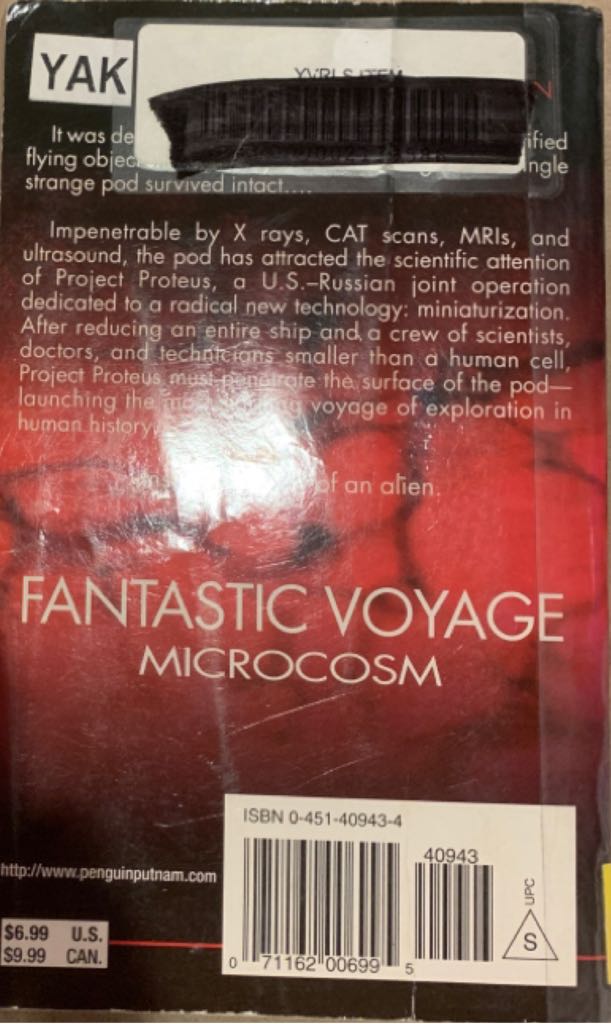 YAK
YVRLS ITEM
N
It was de ified
flying objec ngle
strange pod survived intact....
Impenetrable by X rays, CAT scans, MRIs, and
ultrasound, the pod has attracted the scientific attention
of Project Proteus, a U.S.–Russian joint operation
dedicated to a radical new technology: miniaturization.
After reducing an entire ship and a crew of scientists,
doctors, and technicians smaller than a human cell,
Project Proteus must penetrate the surface of the pod—
launching the voyage of exploration in
human history,
of an alien.
FANTASTIC VOYAGE
MICROCOSM
ISBN 0-451-40943-4
40943
http://www.penguinputnam.com
UPC
S
$6.99 U.S.
$9.99 CAN.
0 71162 00699 5